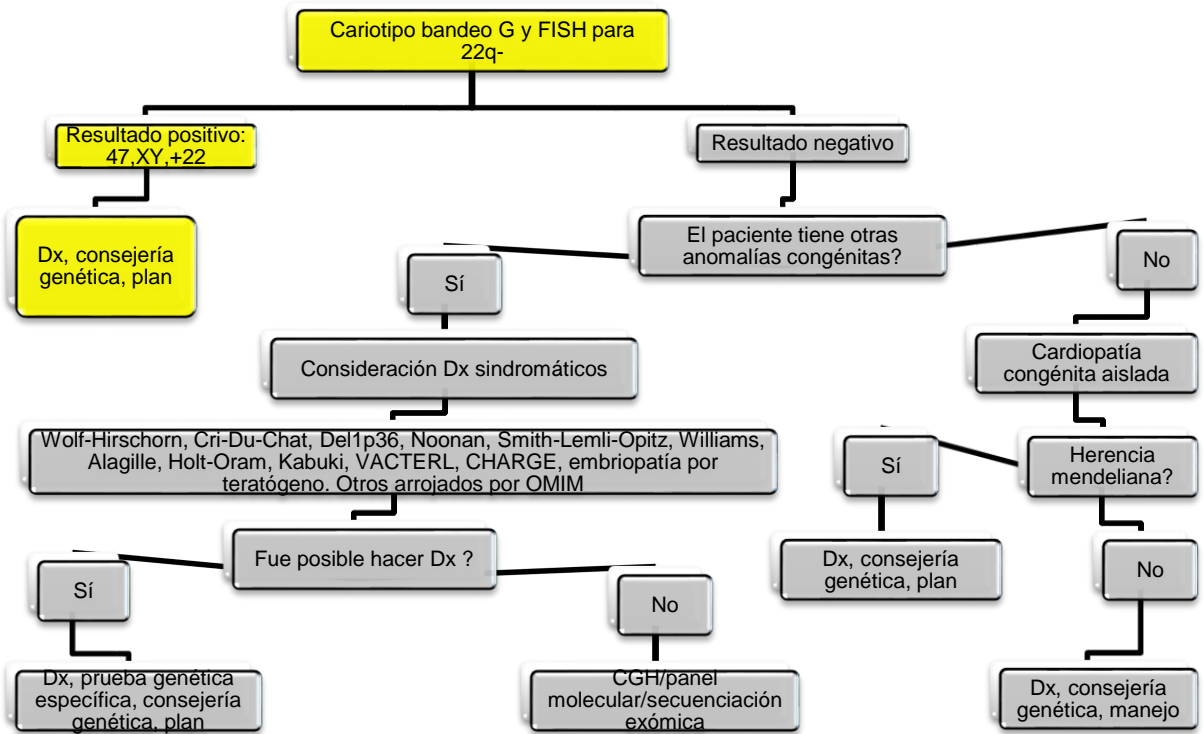 Cariotipo bandeo G y FISH para
22q-
Resultado positivo:
47,XY,+22
Resultado negativo
Dx, consejería
genética, plan
El paciente tiene otras
anomalías congénitas?
Sí
No
Consideración Dx sindromáticos
Cardiopatía
congénita aislada
Wolf-Hirschorn, Cri-Du-Chat, Del1p36, Noonan, Smith-Lemli-Opitz, Williams,
Alagille, Holt-Oram, Kabuki, VACTERL, CHARGE, embriopatía por
teratógeno. Otros arrojados por OMIM
Sí
Herencia
mendeliana?
Fue posible hacer Dx ?
Dx, consejería
genética, plan
No
Sí
No
Dx, prueba genética
específica, consejería
genética, plan
CGH/panel
molecular/secuenciación
exómica
Dx, consejería
genética, manejo